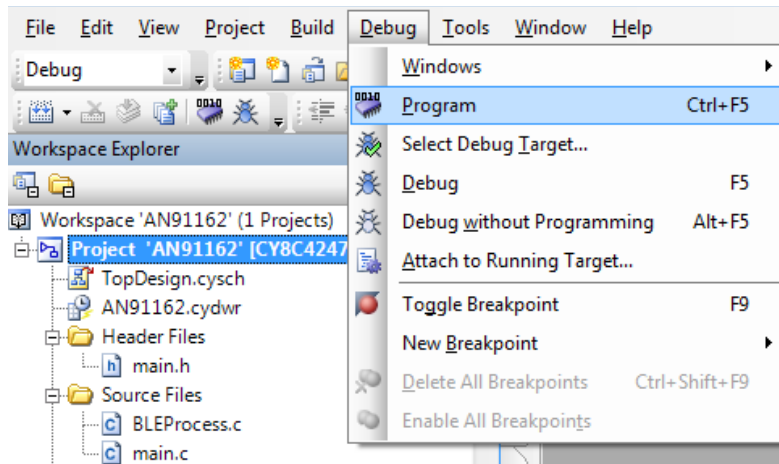 File Edit View Project Build Debug Tools Window Help
Debug
Windows
Program Ctrl+F5
Select Debug Target...
Debug F5
Debug without Programming Alt+F5
Attach to Running Target...
Toggle Breakpoint F9
New Breakpoint
Delete All Breakpoints Ctrl+Shift+F9
Enable All Breakpoints
Workspace Explorer
Workspace 'AN91162' (1 Projects)
Project 'AN91162' [CY8C4247
TopDesign.cysch
AN91162.cydwr
Header Files
h main.h
Source Files
c BLEProcess.c
c main.c